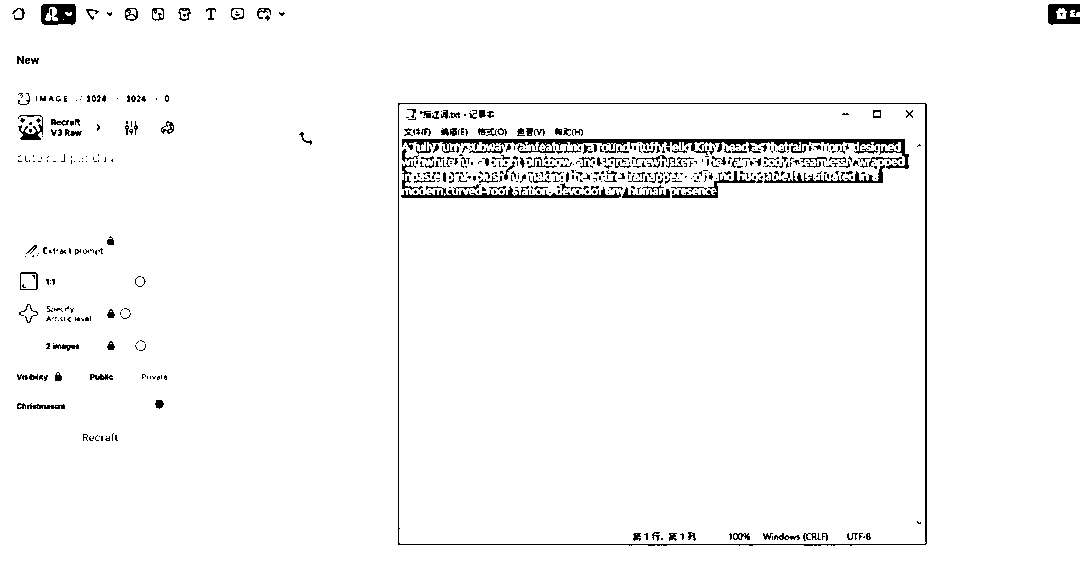 New
IMAGE 1024 1024 0
Recraft
V3 Raw
*描述词.txt - 记事本
文件(F) 编辑(E) 格式(O) 查看(V) 帮助(H)
A fully furry subway train featuring a round fluffy Hello Kitty head as the train's front, designed
with white fur, a bright pink bow, and signature whiskers. The train's body is seamlessly wrapped
in pastel pink plush fur, making the entire train appear soft and huggable. It is situated in a
modern curved-roof station, devoid of any human presence
Extract prompt
1:1
Specify
Artistic level
2 images
Visibility Public Private
Recraft
第 1 行, 第 1 列 100% Windows (CRLF) UTF-8